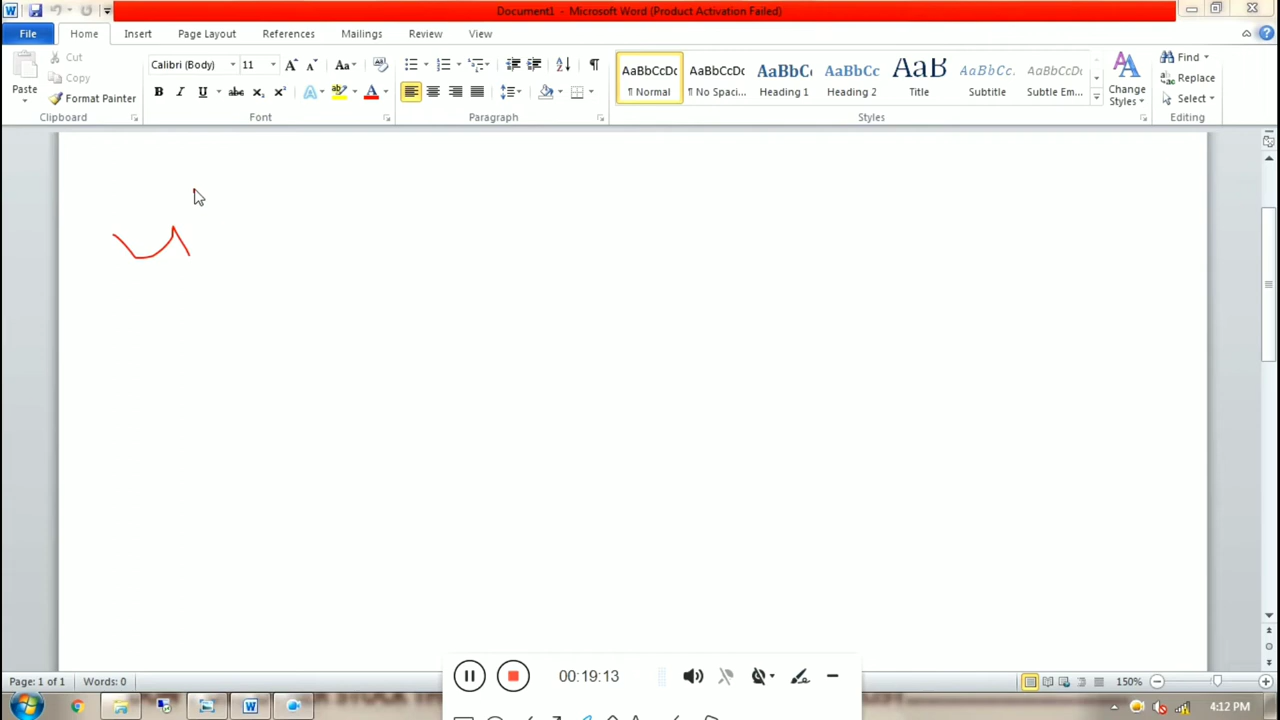 Document1 - Microsoft Word (Product Activation Failed)
File Home Insert Page Layout References Mailings Review View
Paste
Cut
Copy
Format Painter
Clipboard
Calibri (Body) 11
Font
Paragraph
AaBbCcDc AaBbCcDc AaBbC AaBbCc AaB AaBbCc. AaBbCcDc
¶ Normal ¶ No Spaci... Heading 1 Heading 2 Title Subtitle Subtle Em...
Change Styles
Styles
Find
Replace
Select
Editing
00:19:13
Page: 1 of 1 Words: 0 150%
4:12 PM